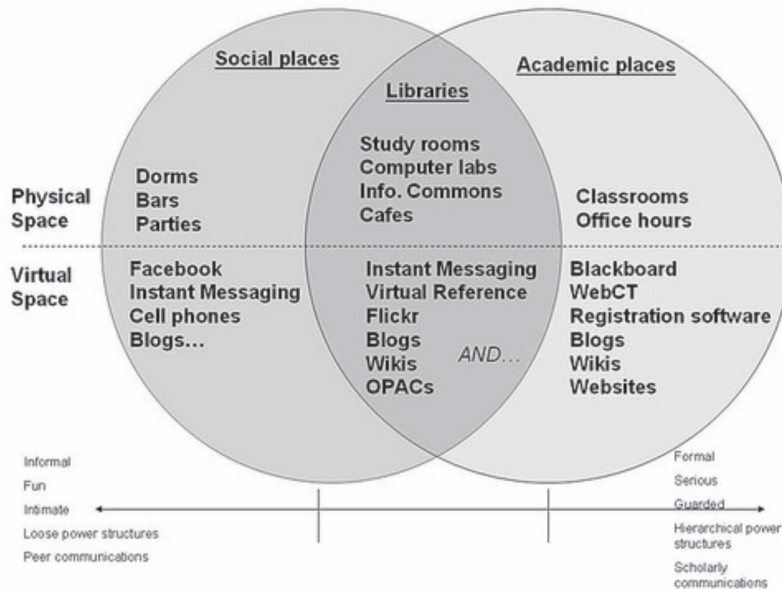 Social places
Academic places
Libraries
Study rooms
Computer labs
Info. Commons
Cafes
Dorms
Bars
Parties
Physical
Space
Classrooms
Office hours
Virtual
Space
Facebook
Instant Messaging
Cell phones
Blogs...
Instant Messaging
Virtual Reference
Flickr
Blogs
Wikis
OPACs
AND...
Blackboard
WebCT
Registration software
Blogs
Wikis
Websites
Informal
Fun
Intimate
Loose power structures
Peer communications
Formal
Serious
Guarded
Hierarchical power
structures
Scholarly
communications